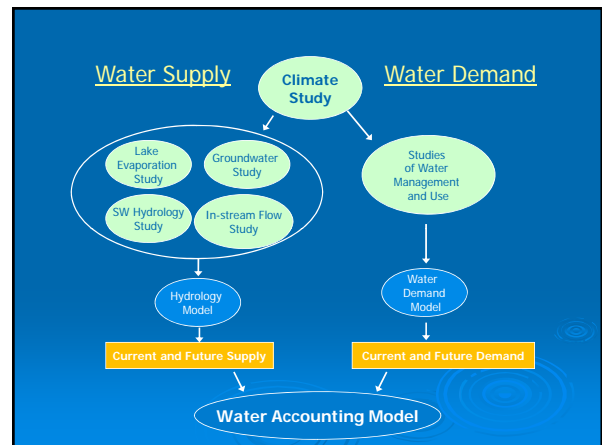 Water Supply
Climate
Study
Water Demand
Lake
Evaporation
Study
Groundwater
Study
SW Hydrology
Study
In-stream Flow
Study
Studies
of Water
Management
and Use
Hydrology
Model
Water
Demand
Model
Current and Future Supply
Current and Future Demand
Water Accounting Model